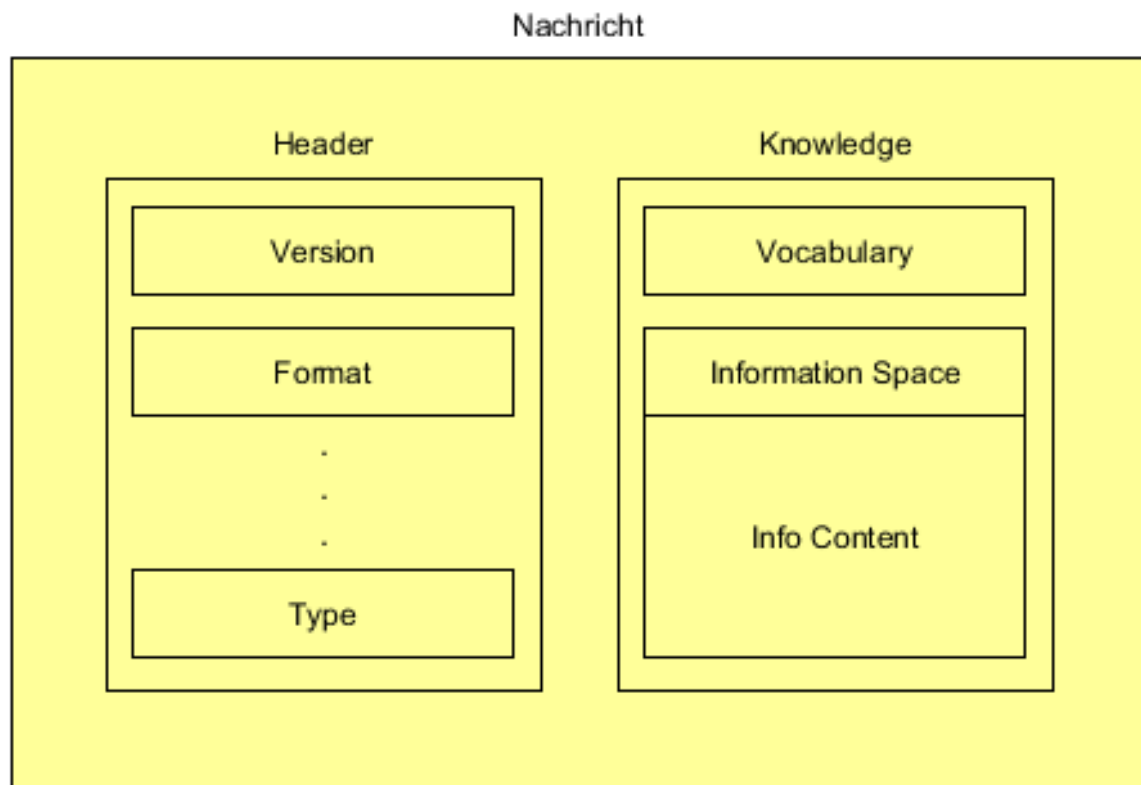 Nachricht
Header
Version
Format
.
.
.
Type
Knowledge
Vocabulary
Information Space
Info Content